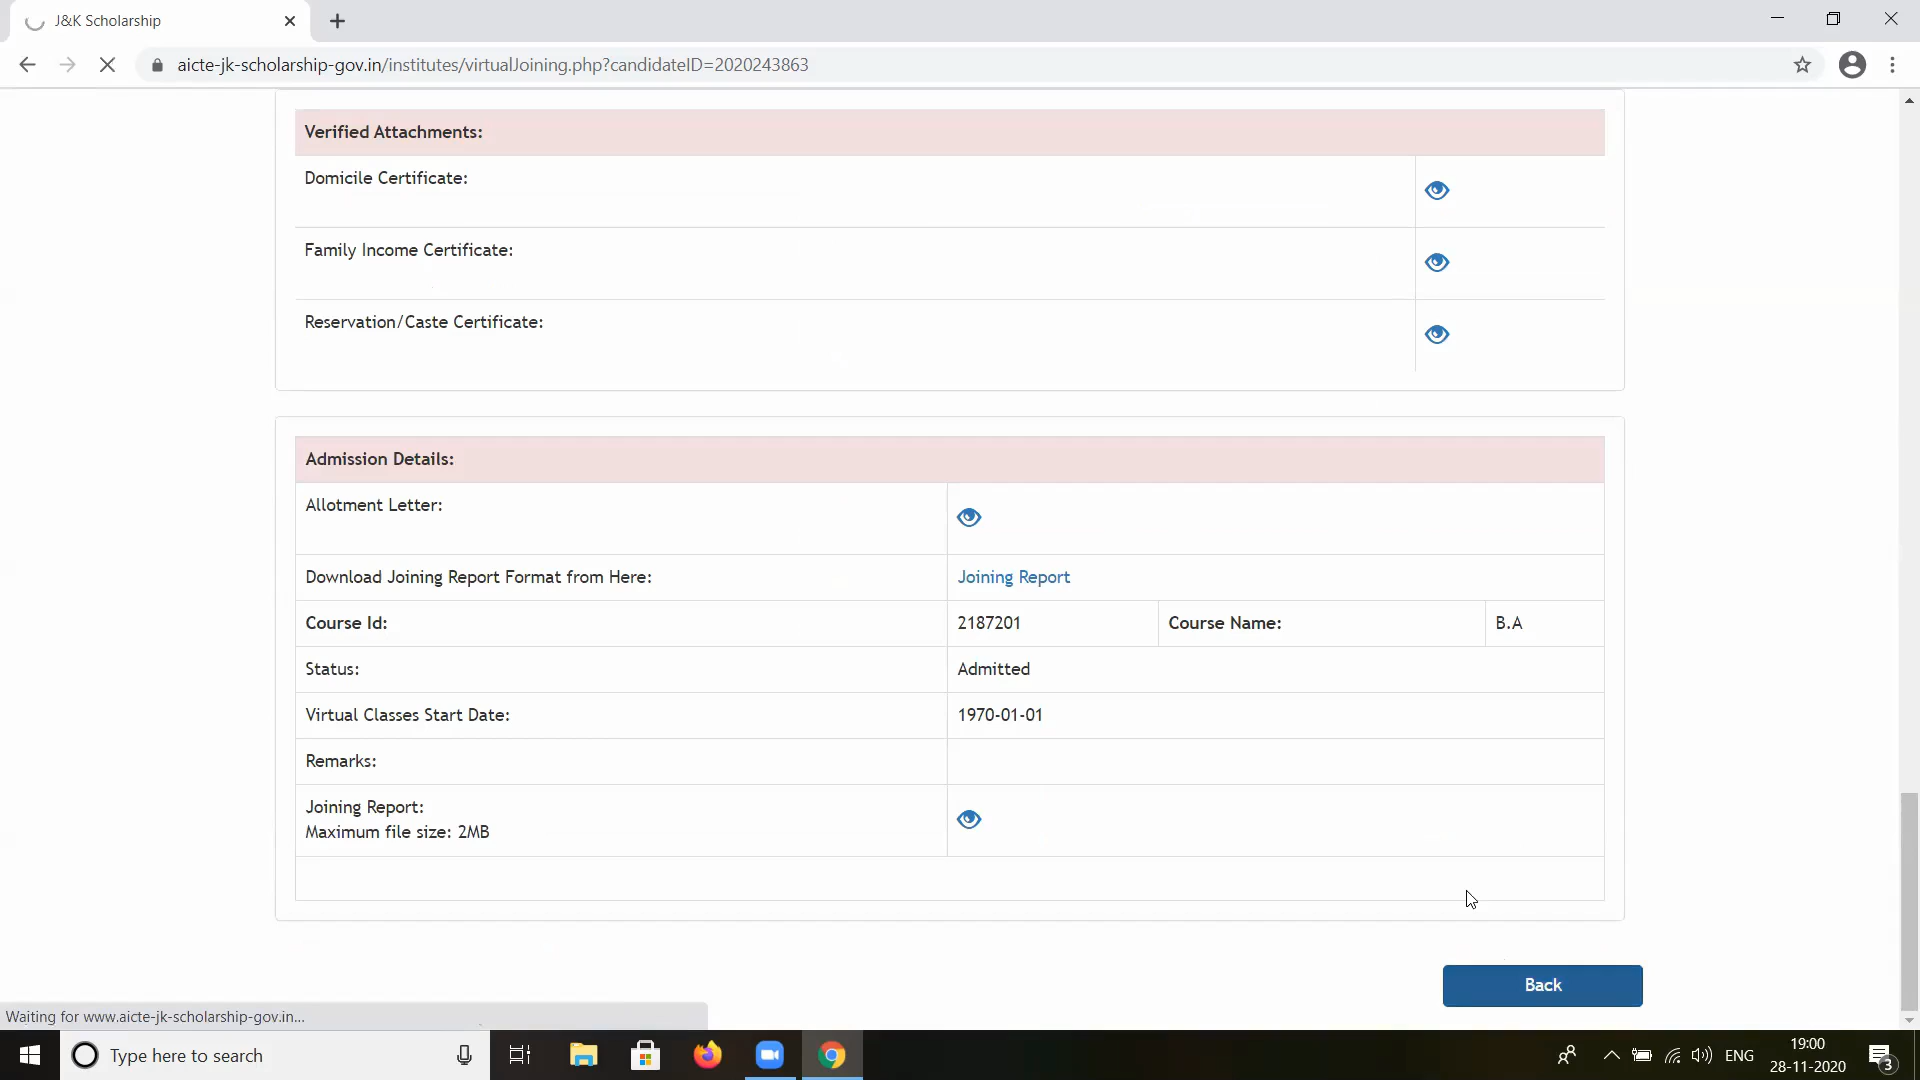 J&K Scholarship
aicte-jk-scholarship-gov.in/institutes/virtualJoining.php?candidateID=2020243863
Verified Attachments:
Domicile Certificate:
Family Income Certificate:
Reservation/Caste Certificate:
Admission Details:
Allotment Letter:
Download Joining Report Format from Here: Joining Report
Course Id: 2187201 Course Name: B.A
Status: Admitted
Virtual Classes Start Date: 1970-01-01
Remarks:
Joining Report:
Maximum file size: 2MB
Back
Waiting for www.aicte-jk-scholarship-gov.in...
Type here to search
ENG
19:00
28-11-2020
3